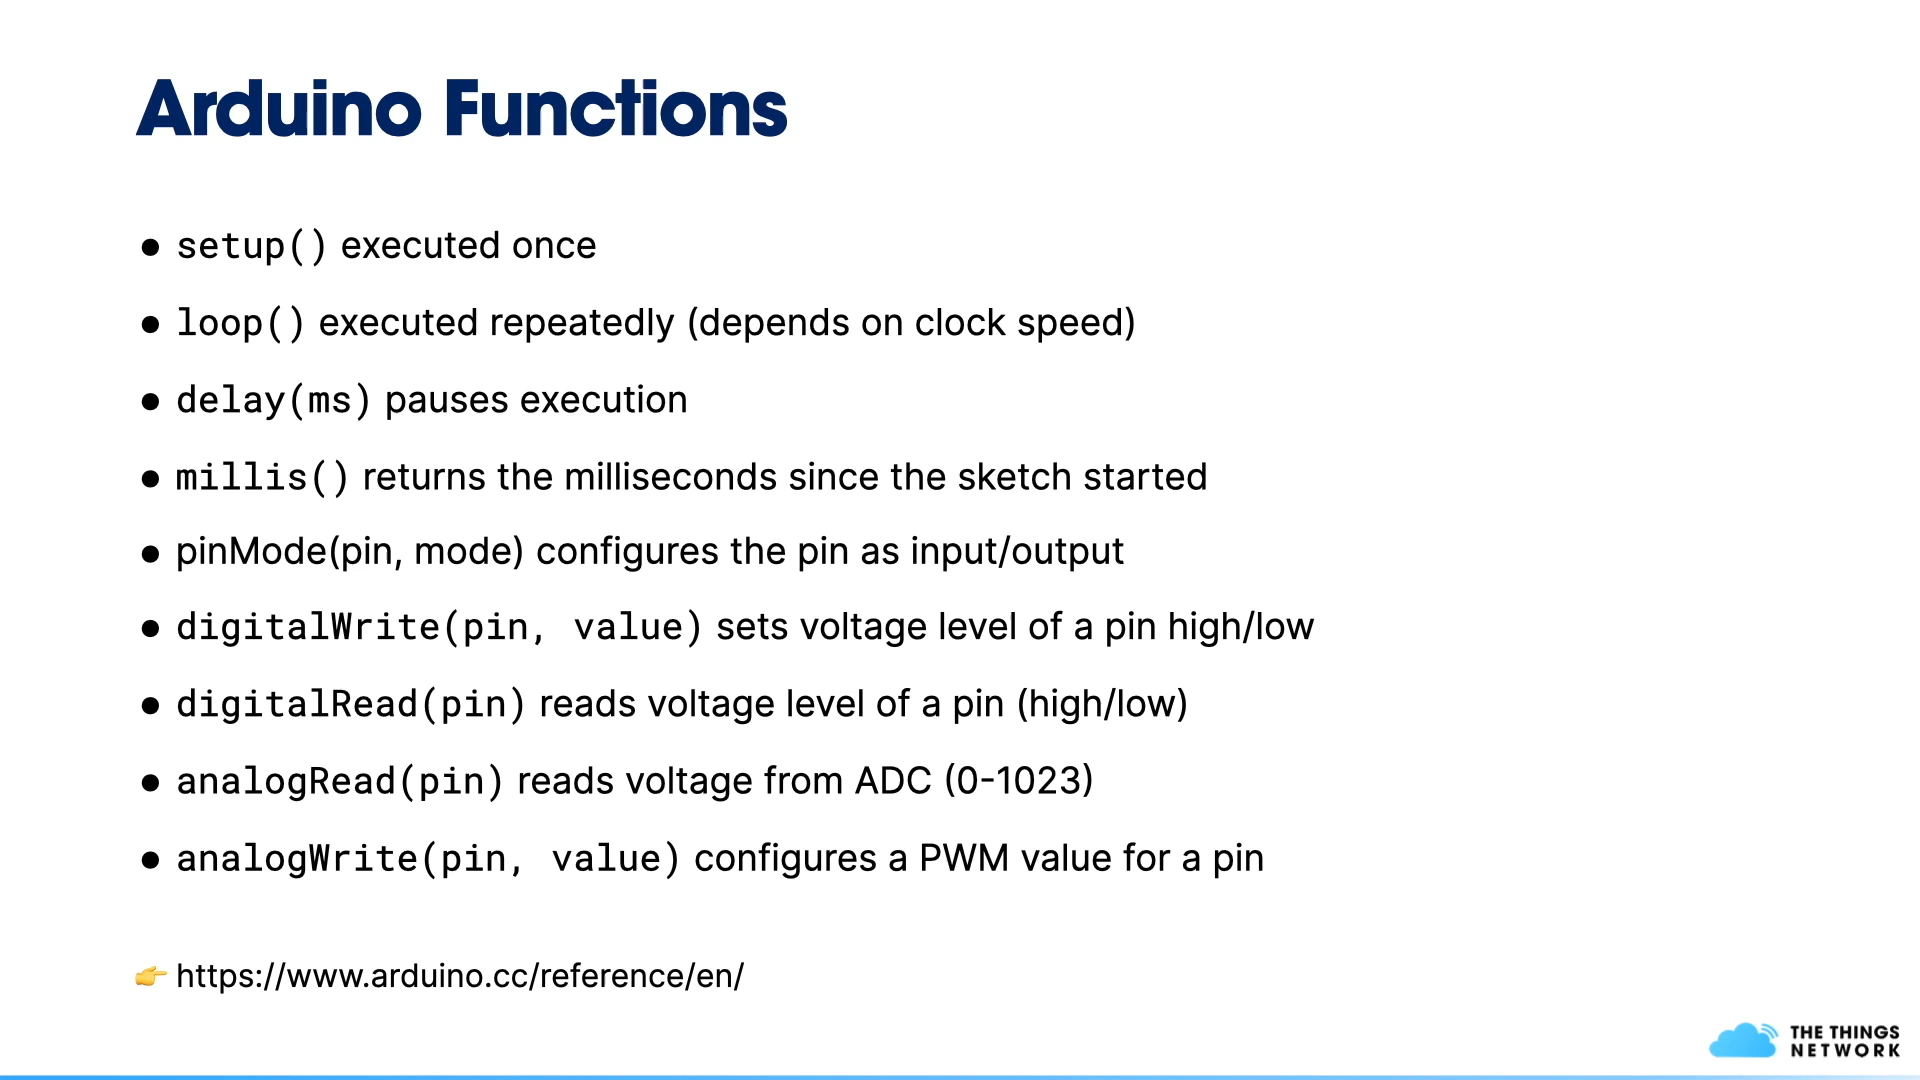 Arduino Functions
● setup() executed once
● loop() executed repeatedly (depends on clock speed)
● delay(ms) pauses execution
● millis() returns the milliseconds since the sketch started
● pinMode(pin, mode) configures the pin as input/output
● digitalWrite(pin, value) sets voltage level of a pin high/low
● digitalRead(pin) reads voltage level of a pin (high/low)
● analogRead(pin) reads voltage from ADC (0-1023)
● analogWrite(pin, value) configures a PWM value for a pin
👉 https://www.arduino.cc/reference/en/
THE THINGS
NETWORK